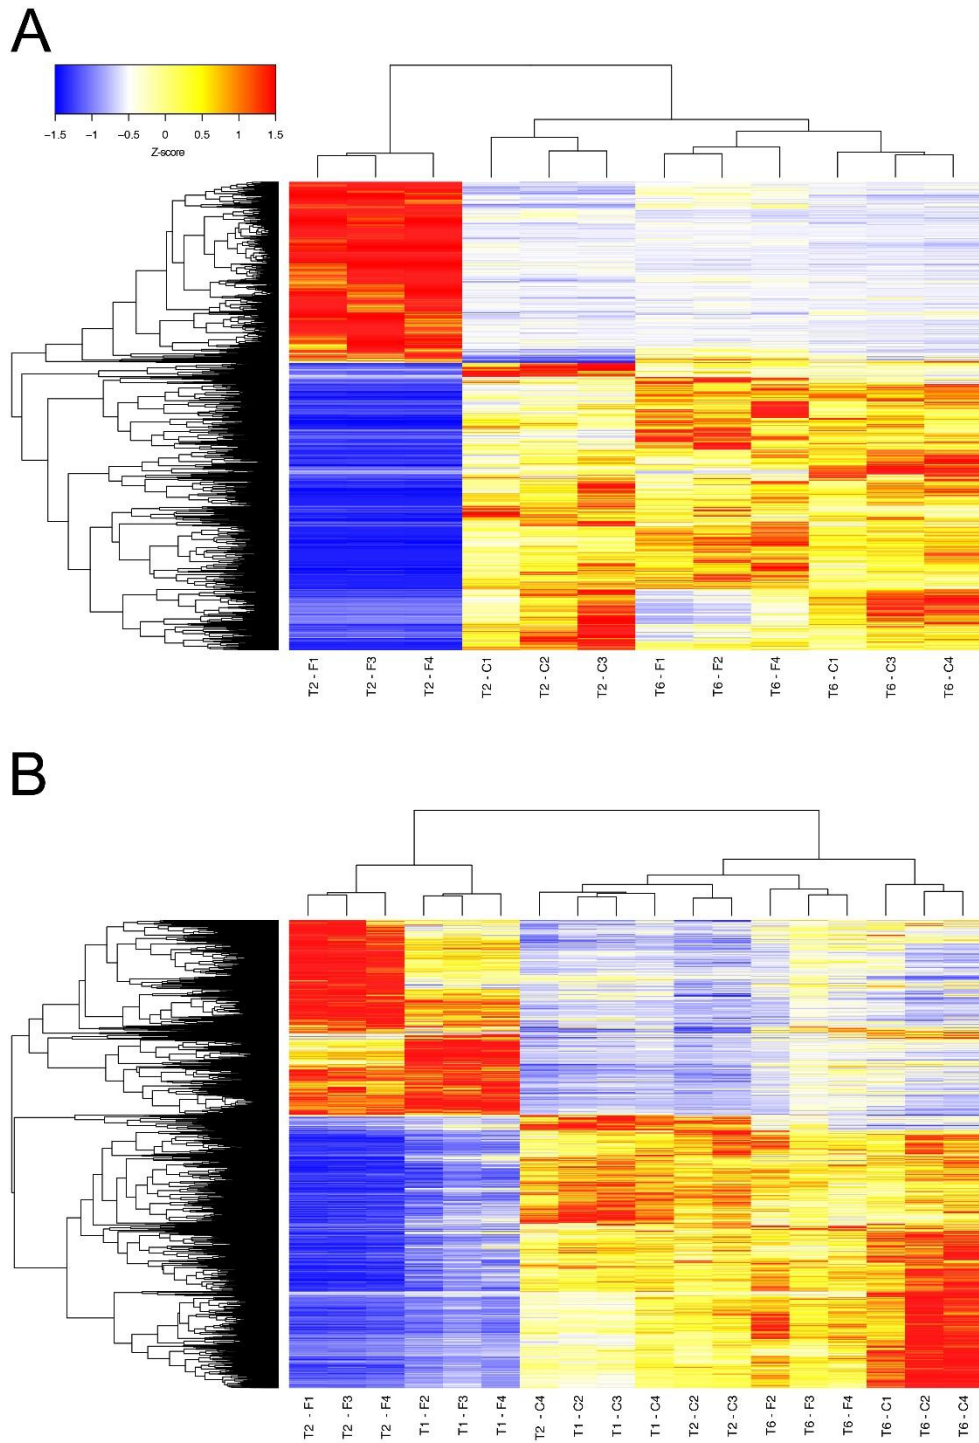 A
−1.5 −1 −0.5 0 0.5 1 1.5
Z-score
T2 - F1
T2 - F3
T2 - F4
T2 - C1
T2 - C2
T2 - C3
T6 - F1
T6 - F2
T6 - F4
T6 - C1
T6 - C3
T6 - C4
B
T2 - F1
T2 - F3
T2 - F4
T1 - F2
T1 - F3
T1 - F4
T2 - C4
T1 - C2
T1 - C3
T1 - C4
T2 - C2
T2 - C3
T6 - F2
T6 - F3
T6 - F4
T6 - C1
T6 - C2
T6 - C4